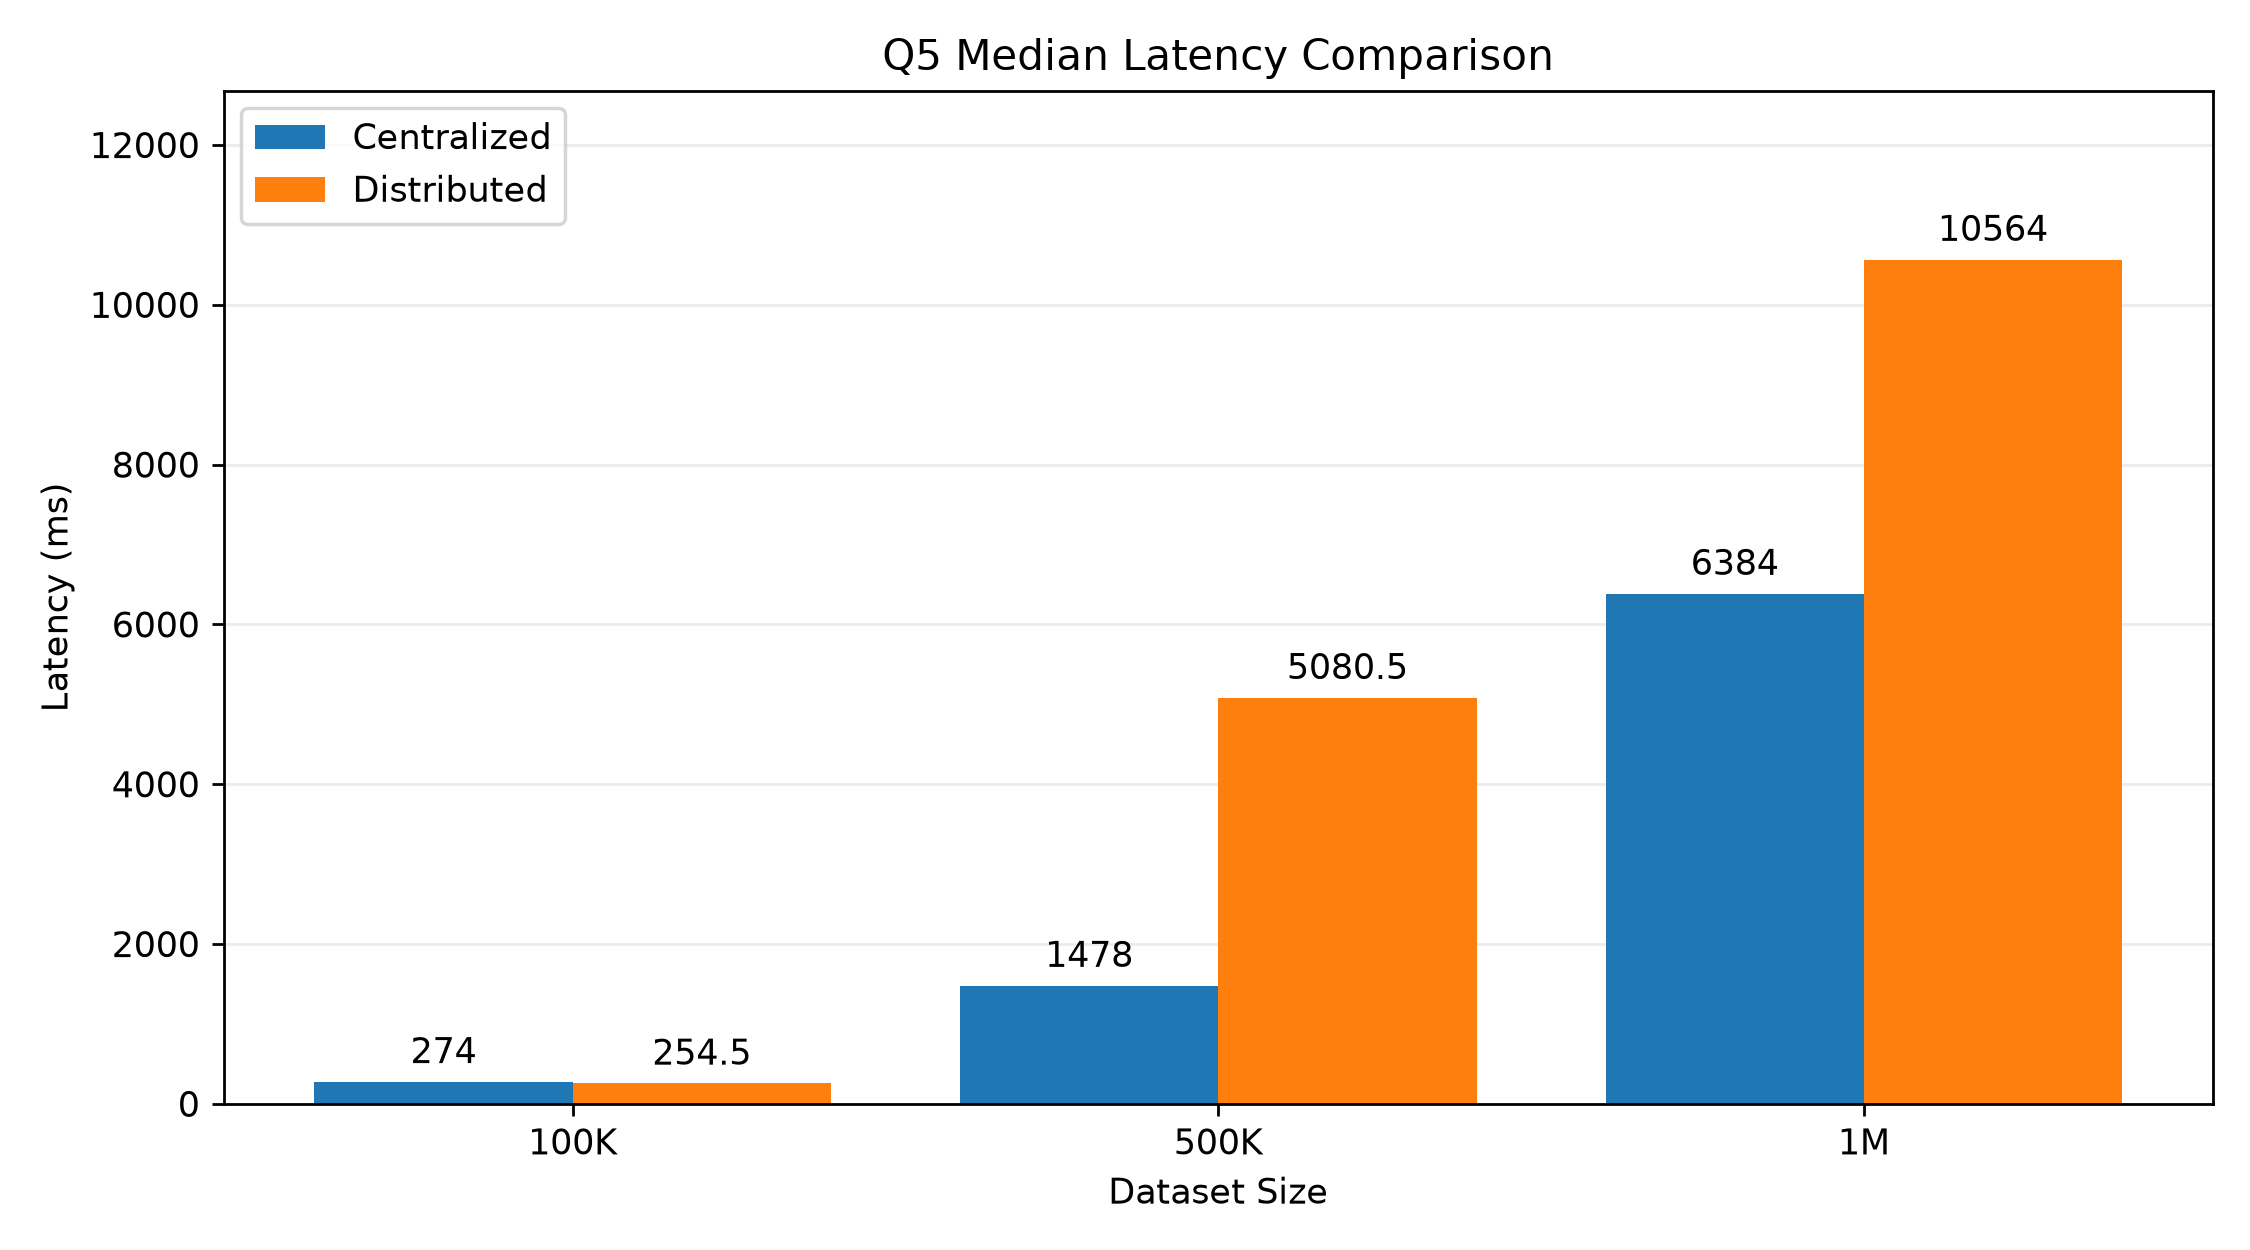 Q5 Median Latency Comparison
Centralized
Distributed
12000
10000
8000
6000
4000
2000
0
Latency (ms)
274
254.5
1478
5080.5
6384
10564
100K
500K
1M
Dataset Size